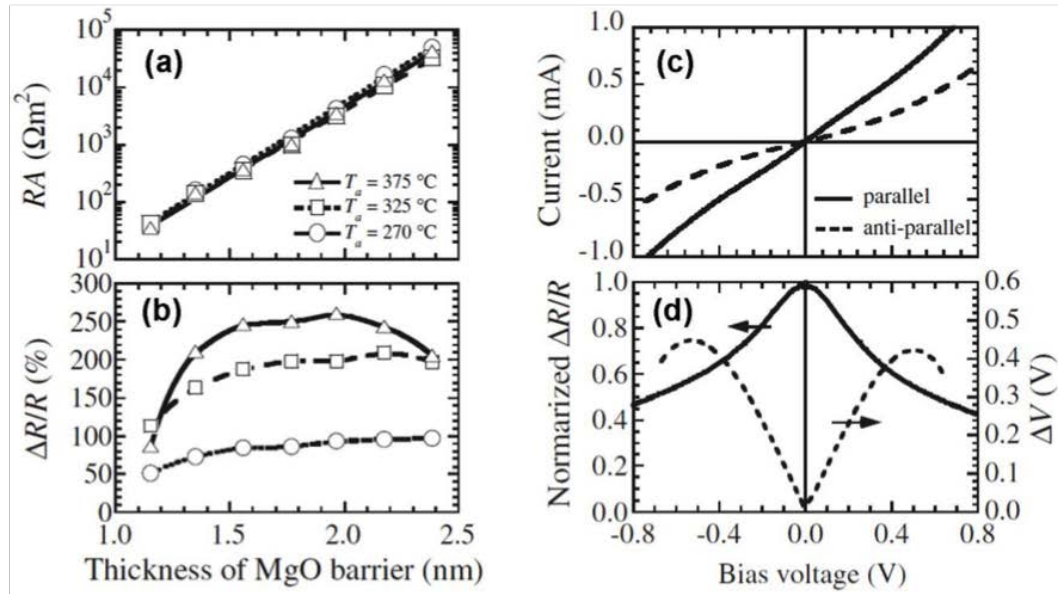 (a)
10^5
10^4
10^3
10^2
10^1
RA (Ωm²)
T_a = 375 °C
T_a = 325 °C
T_a = 270 °C
(b)
300
250
200
150
100
50
0
ΔR/R (%)
1.0 1.5 2.0 2.5
Thickness of MgO barrier (nm)
(c)
1.0
0.5
0.0
-0.5
-1.0
Current (mA)
parallel
anti-parallel
(d)
1.0
0.8
0.6
0.4
0.2
0.0
Normarized ΔR/R
0.6
0.5
0.4
0.3
0.2
0.1
0.0
ΔV (V)
-0.8 -0.4 0.0 0.4 0.8
Bias voltage (V)